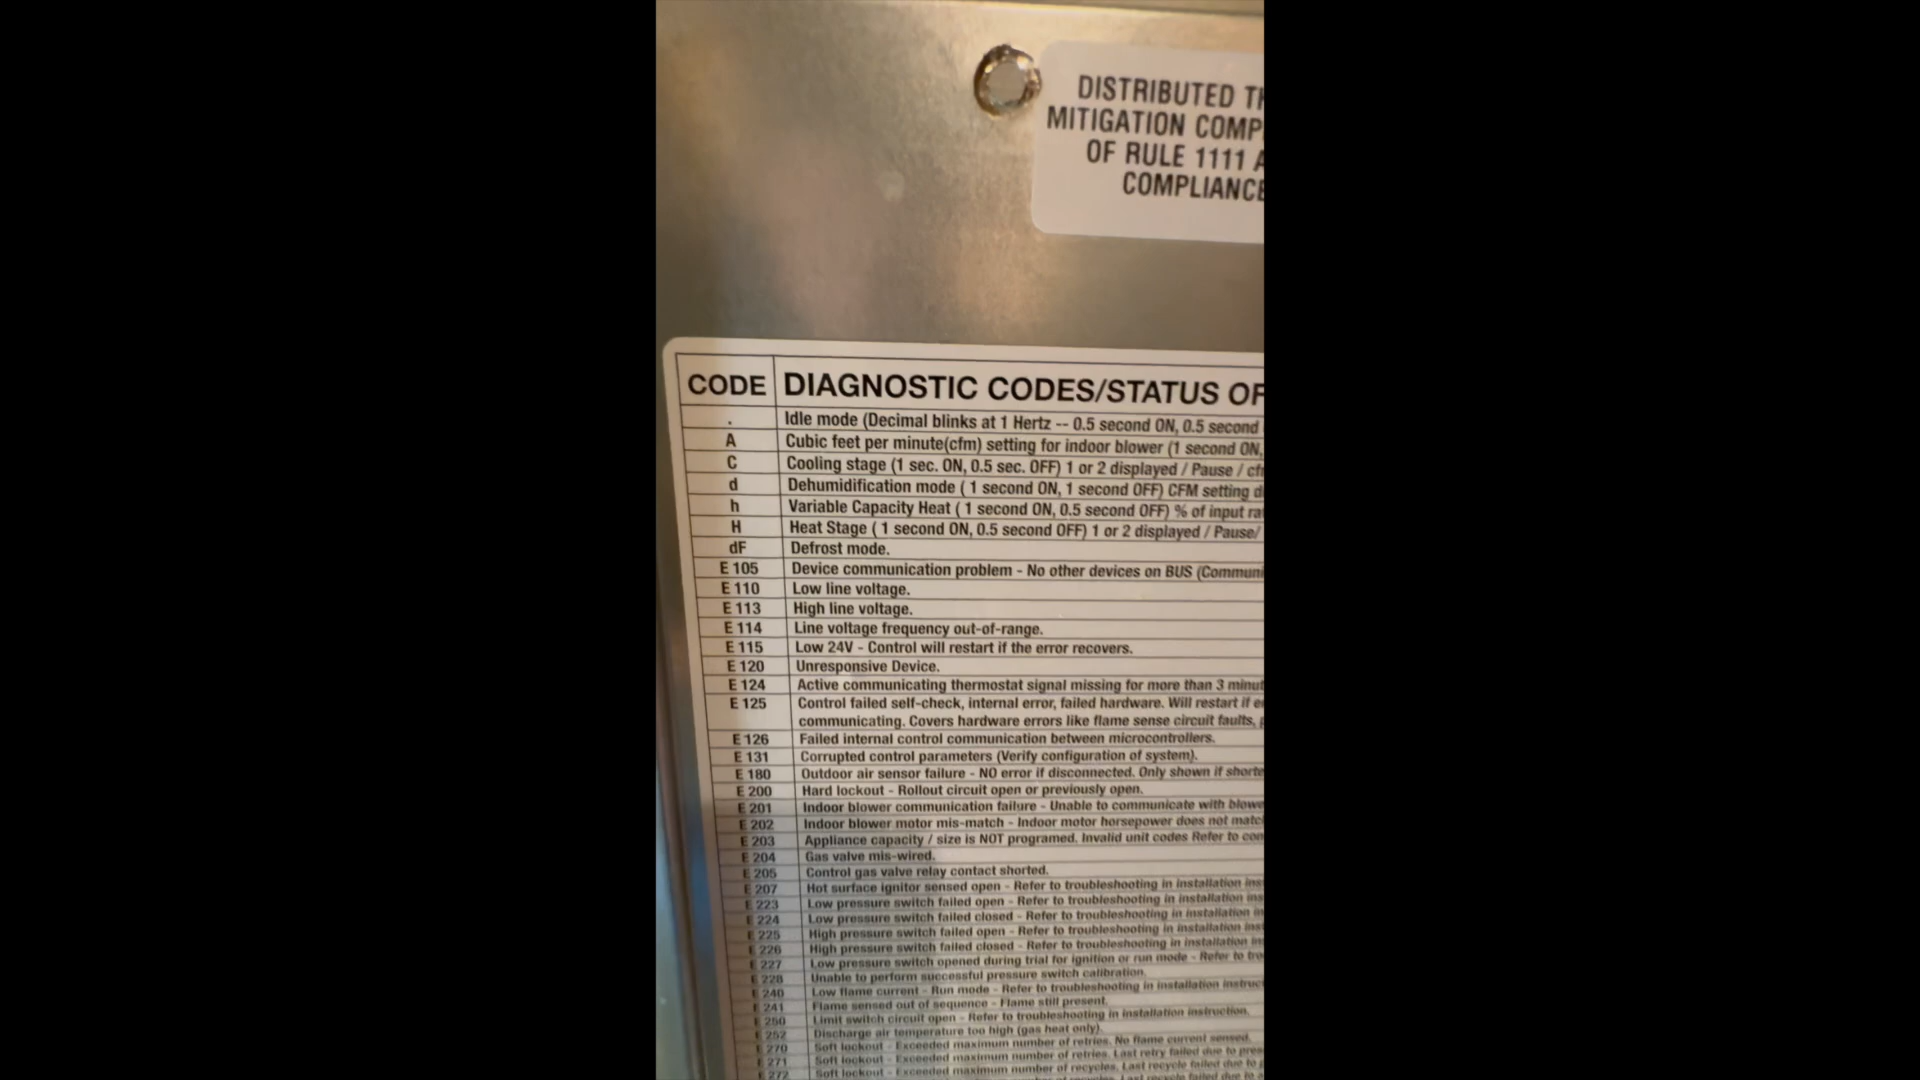 DISTRIBUTED
MITIGATION
OF RULE 1111
COMPLIANCE
CODE DIAGNOSTIC CODES/STATUS
. Idle mode (Decimal blinks at 1 Hertz -- 0.5 second ON, 0.5 second
A Cubic feet per minute(cfm) setting for indoor blower (1 second ON,
C Cooling stage (1 sec. ON, 0.5 sec. OFF) 1 or 2 displayed / Pause /
d Dehumidification mode ( 1 second ON, 1 second OFF) CFM setting
h Variable Capacity Heat ( 1 second ON, 0.5 second OFF) % of input
H Heat Stage ( 1 second ON, 0.5 second OFF) 1 or 2 displayed / Pause/
dF Defrost mode.
E 105 Device communication problem - No other devices on BUS
E 110 Low line voltage.
E 113 High line voltage.
E 114 Line voltage frequency out-of-range.
E 115 Low 24V - Control will restart if the error recovers.
E 120 Unresponsive Device.
E 124 Active communicating thermostat signal missing for more than 3
E 125 Control failed self-check, internal error, failed hardware. Will restart if
communicating. Covers hardware errors like flame sense circuit faults,
E 126 Failed internal control communication between microcontrollers.
E 131 Corrupted control parameters (Verify configuration of system).
E 180 Outdoor air sensor failure - NO error if disconnected. Only shown if
E 200 Hard lockout - Rollout circuit open or previously open.
E 201 Indoor blower communication failure - Unable to communicate with
E 202 Indoor blower motor mis-match - Indoor motor horsepower does not
E 203 Appliance capacity / size is NOT programed. Invalid unit codes Refer to
E 204 Gas valve mis-wired.
E 205 Control gas valve relay contact shorted.
E 207 Hot surface ignitor sensed open - Refer to troubleshooting in installation
E 223 Low pressure switch failed open - Refer to troubleshooting in installation
E 224 Low pressure switch failed closed - Refer to troubleshooting in installation
E 225 High pressure switch failed open - Refer to troubleshooting in installation
E 226 High pressure switch failed closed - Refer to troubleshooting in installation
E 227 Low pressure switch opened during trial for ignition or run mode - Refer to
E 228 Unable to perform successful pressure switch calibration.
E 240 Low flame current - Run mode - Refer to troubleshooting in installation
E 241 Flame sensed out of sequence - Flame still present.
E 250 Limit switch circuit open - Refer to troubleshooting in installation instruction.
E 252 Discharge air temperature too high (gas heat only).
E 270 Soft lockout - Exceeded maximum number of retries. No flame current sensed.
E 271 Soft lockout - Exceeded maximum number of retries. Last retry failed due to
E 272 Soft lockout - Exceeded maximum number of recycles. Last recycle failed due to